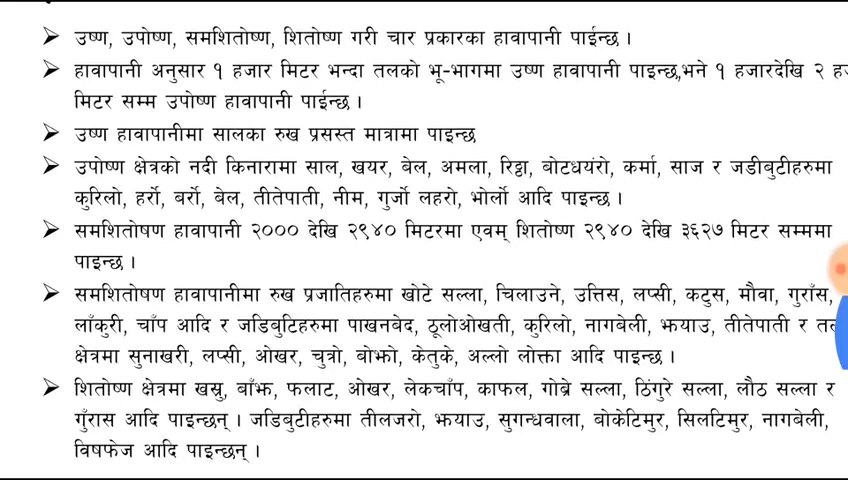 ➢ उष्ण, उपोष्ण, समशितोष्ण, शितोष्ण गरी चार प्रकारका हावापानी पाईन्छ ।
➢ हावापानी अनुसार १ हजार मिटर भन्दा तलको भू-भागमा उष्ण हावापानी पाइन्छ,भने १ हजारदेखि २
मिटर सम्म उपोष्ण हावापानी पाईन्छ ।
➢ उष्ण हावापानीमा सालका रुख प्रसस्त मात्रामा पाइन्छ
➢ उपोष्ण क्षेत्रको नदी किनारामा साल, खयर, बेल, अमला, रिठ्ठा, बोटधयंरो, कर्मा, साज र जडीबुटीहरुमा
कुरिलो, हर्रो, बर्रो, बेल, तीतेपाती, नीम, गुर्जो लहरो, भोर्लो आदि पाइन्छ ।
➢ समशितोषण हावापानी २००० देखि २९४० मिटरमा एवम् शितोष्ण २९४० देखि ३६२७ मिटर सम्ममा
पाइन्छ ।
➢ समशितोषण हावापानीमा रुख प्रजातिहरुमा खोटे सल्ला, चिलाउने, उत्तिस, लप्सी, कटुस, मौवा, गुराँस,
लाँकुरी, चाँप आदि र जडिबुटिहरुमा पाखनबेद, ठूलोओखती, कुरिलो, नागबेली, झ्याउ, तीतेपाती र
क्षेत्रमा सुनाखरी, लप्सी, ओखर, चुत्रो, बोझो, केतुके, अल्लो लोक्ता आदि पाइन्छ ।
➢ शितोष्ण क्षेत्रमा खस्रु, बाँझ, फलाट, ओखर, लेकचाँप, काफल, गोब्रे सल्ला, ठिंगुरे सल्ला, लौठ सल्ला र
गुँरास आदि पाइन्छन् । जडिबुटीहरुमा तीलजरो, झ्याउ, सुगन्धवाला, बोकेटिमुर, सिलटिमुर, नागबेली,
विषफेज आदि पाइन्छन् ।